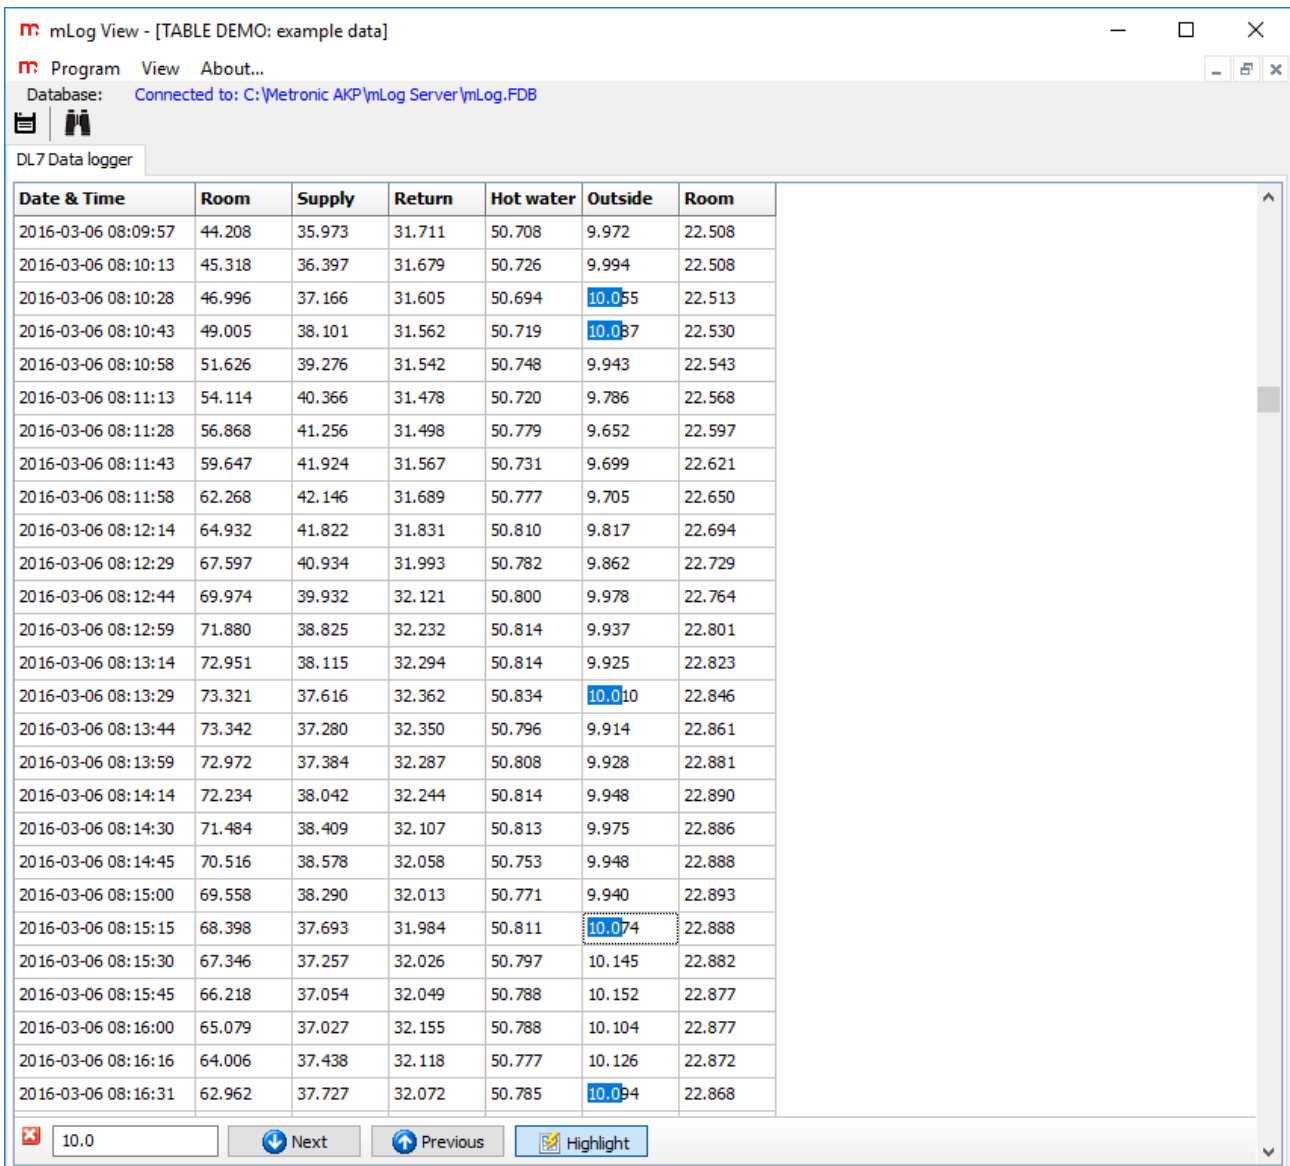 mLog View - [TABLE DEMO: example data]
Program View About...
Database: Connected to: C:\Metronic AKP\mLog Server\mLog.FDB
DL7 Data logger
Date & Time Room Supply Return Hot water Outside Room
2016-03-06 08:09:57 44.208 35.973 31.711 50.708 9.972 22.508
2016-03-06 08:10:13 45.318 36.397 31.679 50.726 9.994 22.508
2016-03-06 08:10:28 46.996 37.166 31.605 50.694 10.055 22.513
2016-03-06 08:10:43 49.005 38.101 31.562 50.719 10.087 22.530
2016-03-06 08:10:58 51.626 39.276 31.542 50.748 9.943 22.543
2016-03-06 08:11:13 54.114 40.366 31.478 50.720 9.786 22.568
2016-03-06 08:11:28 56.868 41.256 31.498 50.779 9.652 22.597
2016-03-06 08:11:43 59.647 41.924 31.567 50.731 9.699 22.621
2016-03-06 08:11:58 62.268 42.146 31.689 50.777 9.705 22.650
2016-03-06 08:12:14 64.932 41.822 31.831 50.810 9.817 22.694
2016-03-06 08:12:29 67.597 40.934 31.993 50.782 9.862 22.729
2016-03-06 08:12:44 69.974 39.932 32.121 50.800 9.978 22.764
2016-03-06 08:12:59 71.880 38.825 32.232 50.814 9.937 22.801
2016-03-06 08:13:14 72.951 38.115 32.294 50.814 9.925 22.823
2016-03-06 08:13:29 73.321 37.616 32.362 50.834 10.010 22.846
2016-03-06 08:13:44 73.342 37.280 32.350 50.796 9.914 22.861
2016-03-06 08:13:59 72.972 37.384 32.287 50.808 9.928 22.881
2016-03-06 08:14:14 72.234 38.042 32.244 50.814 9.948 22.890
2016-03-06 08:14:30 71.484 38.409 32.107 50.813 9.975 22.886
2016-03-06 08:14:45 70.516 38.578 32.058 50.753 9.948 22.888
2016-03-06 08:15:00 69.558 38.290 32.013 50.771 9.940 22.893
2016-03-06 08:15:15 68.398 37.693 31.984 50.811 10.074 22.888
2016-03-06 08:15:30 67.346 37.257 32.026 50.797 10.145 22.882
2016-03-06 08:15:45 66.218 37.054 32.049 50.788 10.152 22.877
2016-03-06 08:16:00 65.079 37.027 32.155 50.788 10.104 22.877
2016-03-06 08:16:16 64.006 37.438 32.118 50.777 10.126 22.872
2016-03-06 08:16:31 62.962 37.727 32.072 50.785 10.094 22.868
10.0 Next Previous Highlight